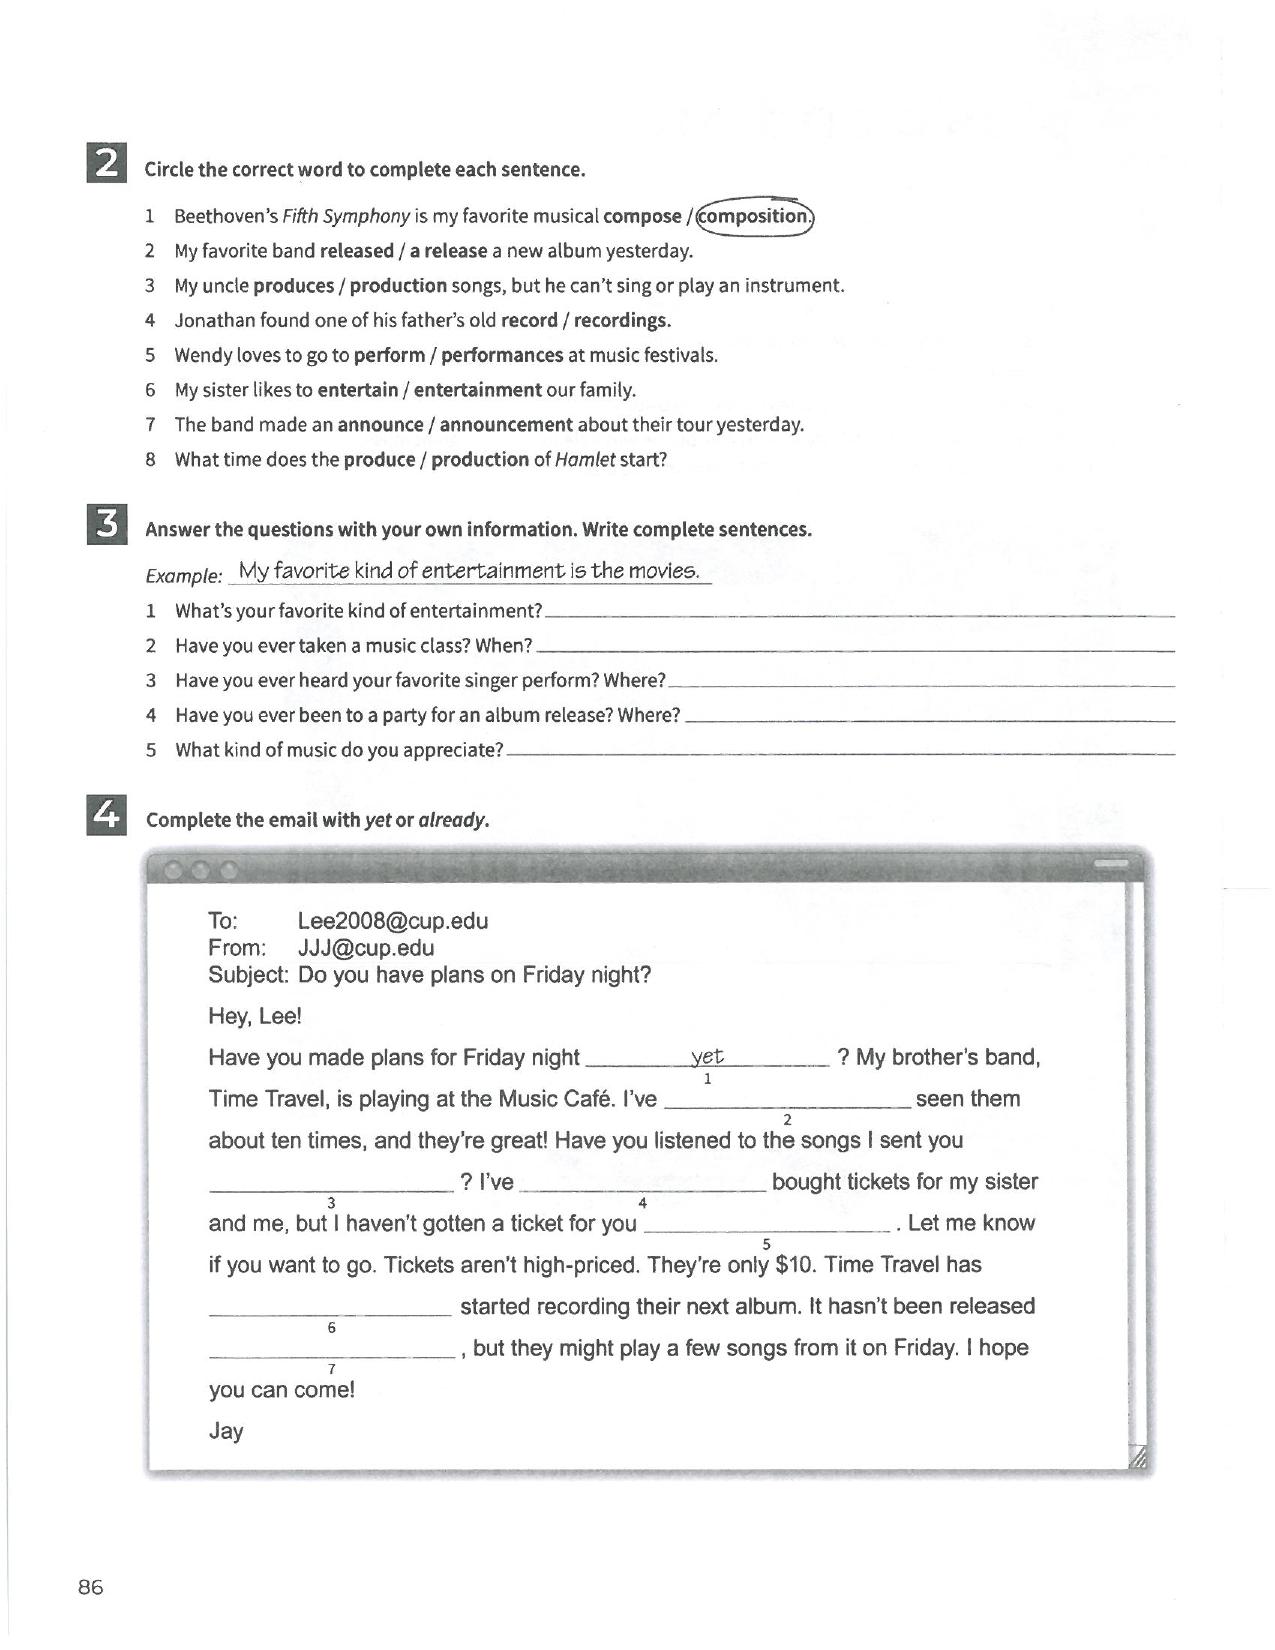 2 Circle the correct word to complete each sentence.
1 Beethoven's Fifth Symphony is my favorite musical compose / composition.
2 My favorite band released / a release a new album yesterday.
3 My uncle produces / production songs, but he can't sing or play an instrument.
4 Jonathan found one of his father's old record / recordings.
5 Wendy loves to go to perform / performances at music festivals.
6 My sister likes to entertain / entertainment our family.
7 The band made an announce / announcement about their tour yesterday.
8 What time does the produce / production of Hamlet start?
3 Answer the questions with your own information. Write complete sentences.
Example: My favorite kind of entertainment is the movies.
1 What's your favorite kind of entertainment?
2 Have you ever taken a music class? When?
3 Have you ever heard your favorite singer perform? Where?
4 Have you ever been to a party for an album release? Where?
5 What kind of music do you appreciate?
4 Complete the email with yet or already.
To: Lee2008@cup.edu
From: JJJ@cup.edu
Subject: Do you have plans on Friday night?
Hey, Lee!
Have you made plans for Friday night yet ? My brother's band,
1
Time Travel, is playing at the Music Café. I've seen them
2
about ten times, and they're great! Have you listened to the songs I sent you
? I've bought tickets for my sister
3 4
and me, but I haven't gotten a ticket for you . Let me know
5
if you want to go. Tickets aren't high-priced. They're only $10. Time Travel has
started recording their next album. It hasn't been released
6
, but they might play a few songs from it on Friday. I hope
7
you can come!
Jay
86